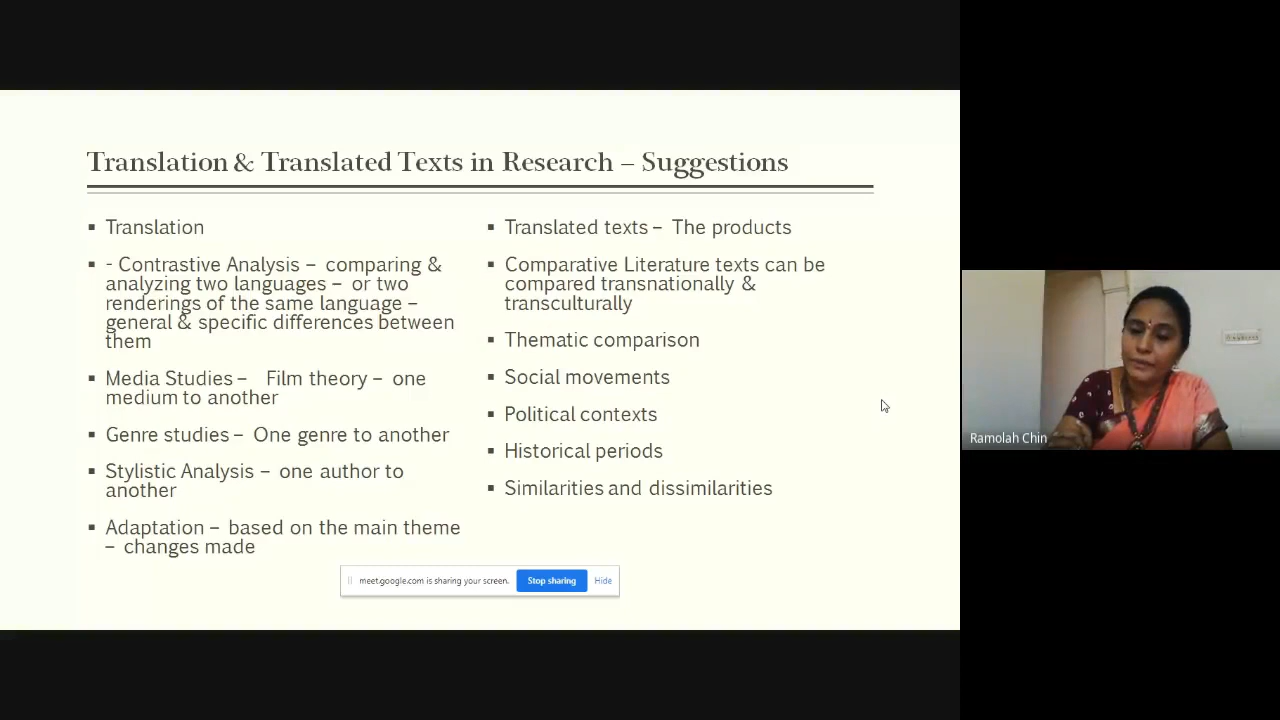 Translation & Translated Texts in Research – Suggestions
▪ Translation
▪ - Contrastive Analysis – comparing &
analyzing two languages – or two
renderings of the same language –
general & specific differences between
them
▪ Media Studies – Film theory – one
medium to another
▪ Genre studies – One genre to another
▪ Stylistic Analysis – one author to
another
▪ Adaptation – based on the main theme
– changes made
▪ Translated texts – The products
▪ Comparative Literature texts can be
compared transnationally &
transculturally
▪ Thematic comparison
▪ Social movements
▪ Political contexts
▪ Historical periods
▪ Similarities and dissimilarities
meet.google.com is sharing your screen. Stop sharing Hide
Ramolah Chin